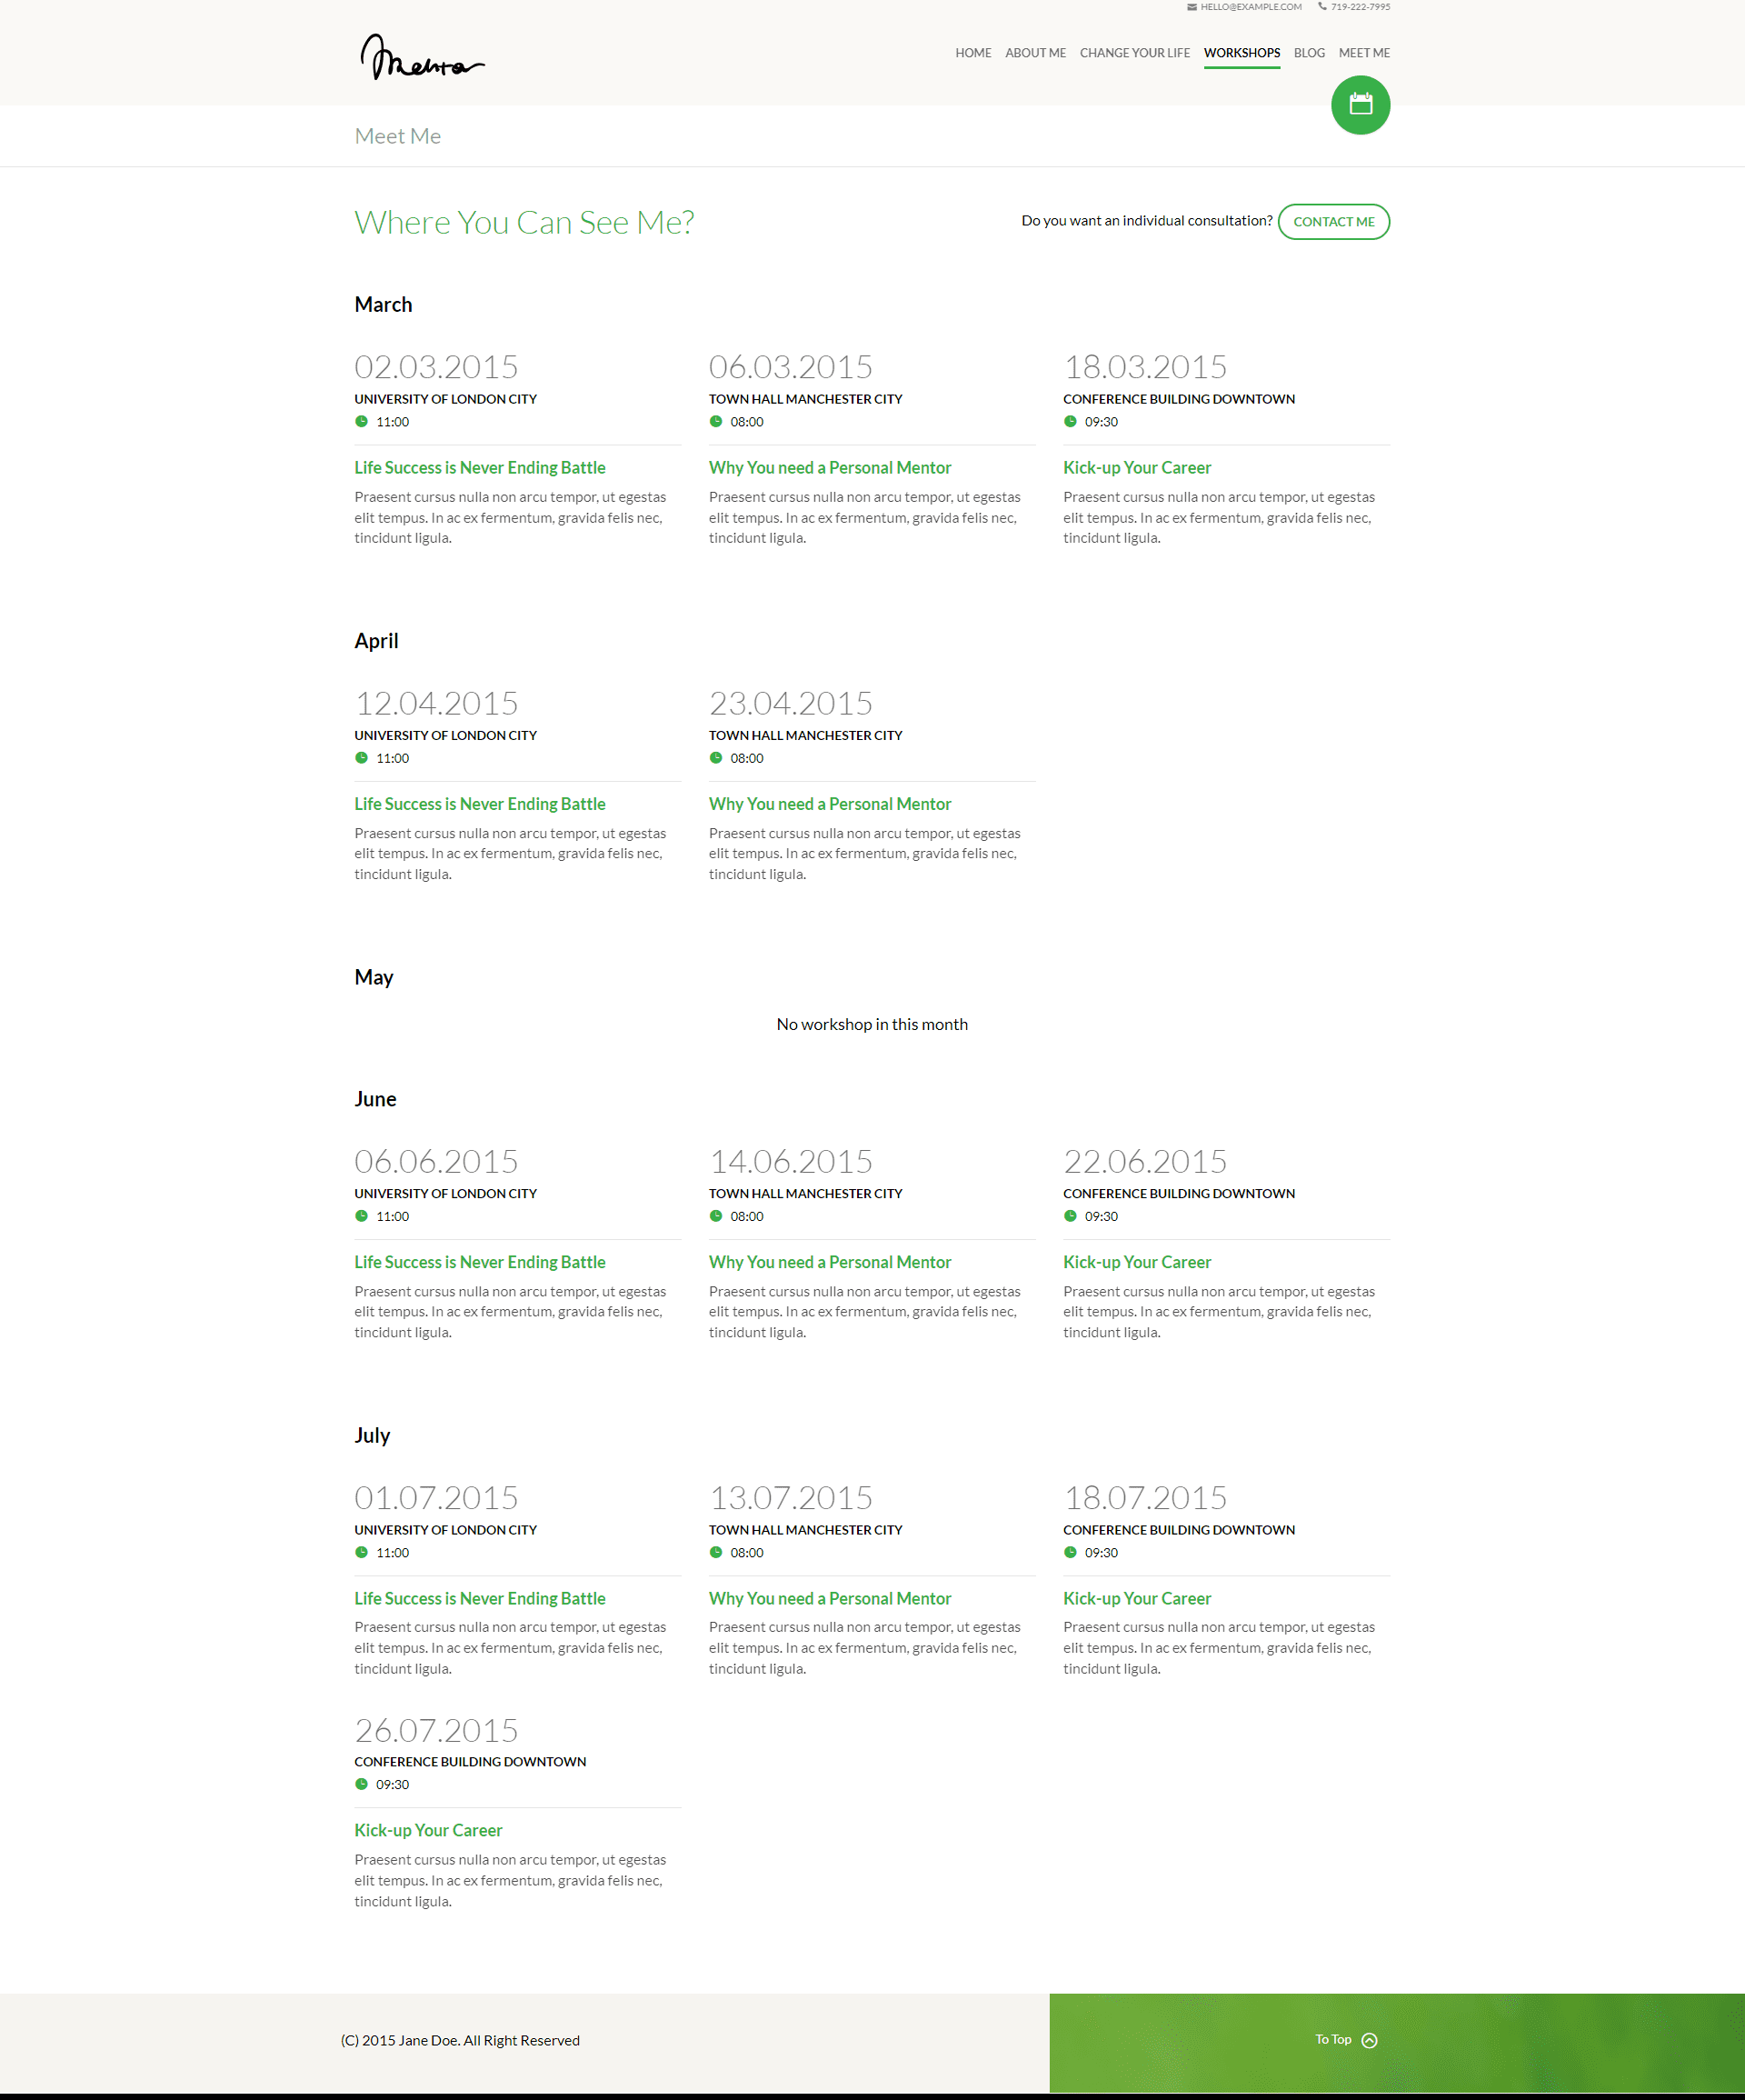 HELLO@EXAMPLE.COM 719-222-7995
Mentor
HOME ABOUT ME CHANGE YOUR LIFE WORKSHOPS BLOG MEET ME
Meet Me
Where You Can See Me?
Do you want an individual consultation? CONTACT ME
March
02.03.2015
UNIVERSITY OF LONDON CITY
11:00
Life Success is Never Ending Battle
Praesent cursus nulla non arcu tempor, ut egestas
elit tempus. In ac ex fermentum, gravida felis nec,
tincidunt ligula.
06.03.2015
TOWN HALL MANCHESTER CITY
08:00
Why You need a Personal Mentor
Praesent cursus nulla non arcu tempor, ut egestas
elit tempus. In ac ex fermentum, gravida felis nec,
tincidunt ligula.
18.03.2015
CONFERENCE BUILDING DOWNTOWN
09:30
Kick-up Your Career
Praesent cursus nulla non arcu tempor, ut egestas
elit tempus. In ac ex fermentum, gravida felis nec,
tincidunt ligula.
April
12.04.2015
UNIVERSITY OF LONDON CITY
11:00
Life Success is Never Ending Battle
Praesent cursus nulla non arcu tempor, ut egestas
elit tempus. In ac ex fermentum, gravida felis nec,
tincidunt ligula.
23.04.2015
TOWN HALL MANCHESTER CITY
08:00
Why You need a Personal Mentor
Praesent cursus nulla non arcu tempor, ut egestas
elit tempus. In ac ex fermentum, gravida felis nec,
tincidunt ligula.
May
No workshop in this month
June
06.06.2015
UNIVERSITY OF LONDON CITY
11:00
Life Success is Never Ending Battle
Praesent cursus nulla non arcu tempor, ut egestas
elit tempus. In ac ex fermentum, gravida felis nec,
tincidunt ligula.
14.06.2015
TOWN HALL MANCHESTER CITY
08:00
Why You need a Personal Mentor
Praesent cursus nulla non arcu tempor, ut egestas
elit tempus. In ac ex fermentum, gravida felis nec,
tincidunt ligula.
22.06.2015
CONFERENCE BUILDING DOWNTOWN
09:30
Kick-up Your Career
Praesent cursus nulla non arcu tempor, ut egestas
elit tempus. In ac ex fermentum, gravida felis nec,
tincidunt ligula.
July
01.07.2015
UNIVERSITY OF LONDON CITY
11:00
Life Success is Never Ending Battle
Praesent cursus nulla non arcu tempor, ut egestas
elit tempus. In ac ex fermentum, gravida felis nec,
tincidunt ligula.
13.07.2015
TOWN HALL MANCHESTER CITY
08:00
Why You need a Personal Mentor
Praesent cursus nulla non arcu tempor, ut egestas
elit tempus. In ac ex fermentum, gravida felis nec,
tincidunt ligula.
18.07.2015
CONFERENCE BUILDING DOWNTOWN
09:30
Kick-up Your Career
Praesent cursus nulla non arcu tempor, ut egestas
elit tempus. In ac ex fermentum, gravida felis nec,
tincidunt ligula.
26.07.2015
CONFERENCE BUILDING DOWNTOWN
09:30
Kick-up Your Career
Praesent cursus nulla non arcu tempor, ut egestas
elit tempus. In ac ex fermentum, gravida felis nec,
tincidunt ligula.
(C) 2015 Jane Doe. All Right Reserved
To Top